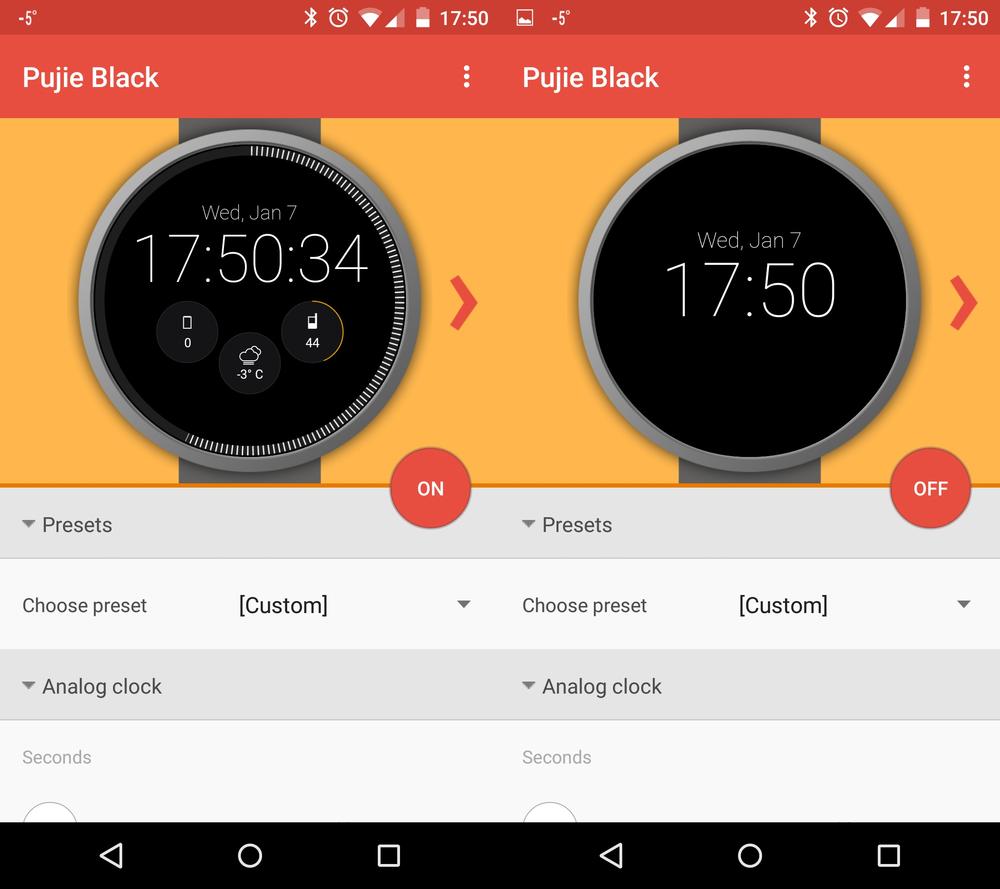 -5° 17:50
Pujie Black
Wed, Jan 7
17:50:34
0
44
-3° C
ON
Presets
Choose preset [Custom]
Analog clock
Seconds
-5° 17:50
Pujie Black
Wed, Jan 7
17:50
OFF
Presets
Choose preset [Custom]
Analog clock
Seconds